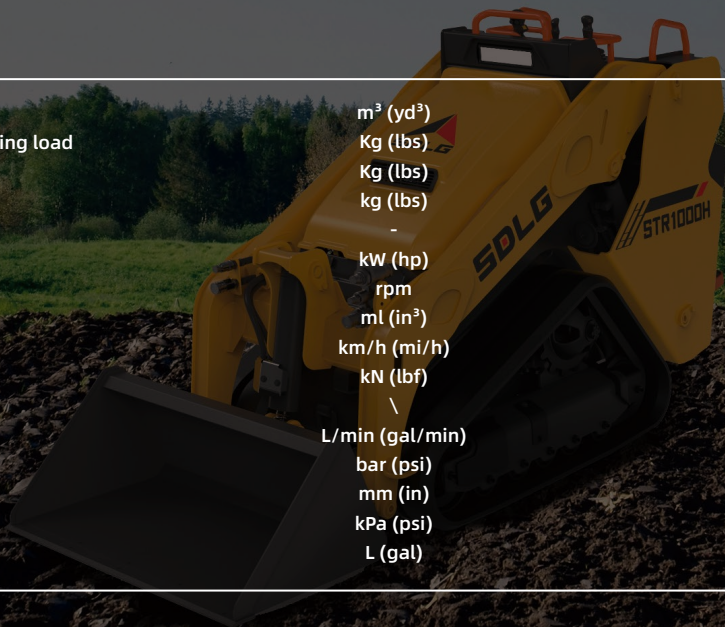 m³ (yd³)
ing load Kg (lbs)
Kg (lbs)
kg (lbs)
-
kW (hp)
rpm
ml (in³)
km/h (mi/h)
kN (lbf)
\
L/min (gal/min)
bar (psi)
mm (in)
kPa (psi)
L (gal)
SDLG
STR1000H